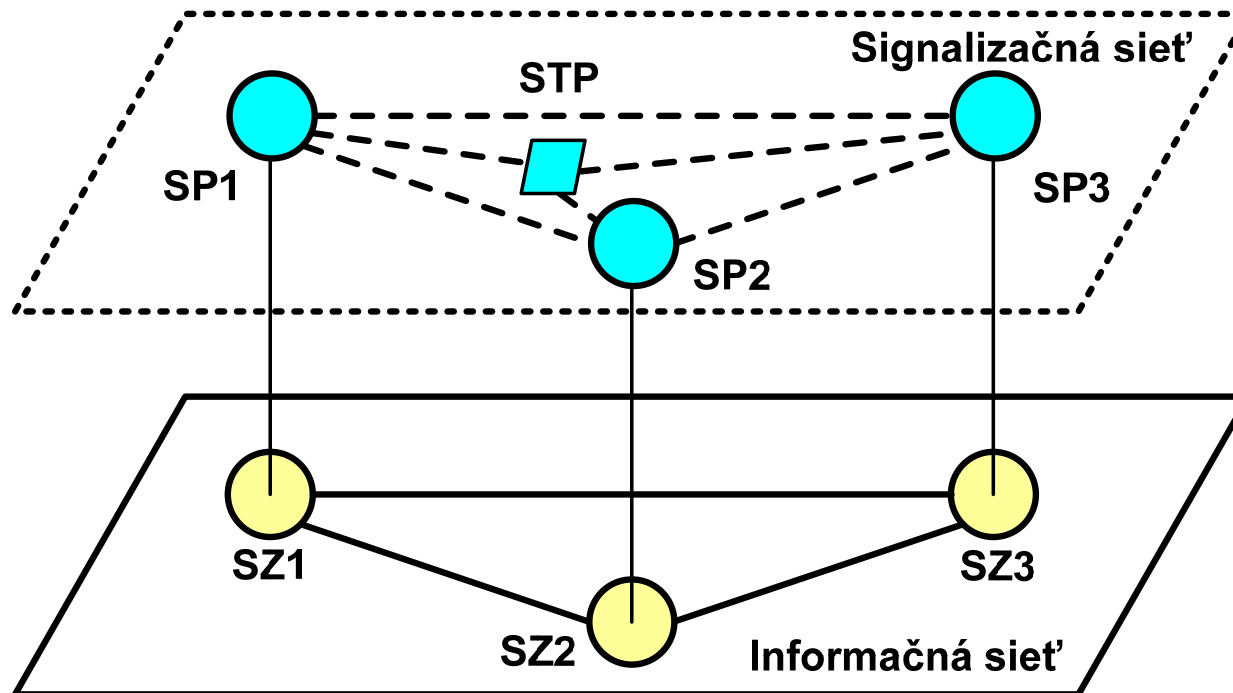 Signalizačná sieť
STP
SP1
SP3
SP2
SZ1
SZ3
SZ2
Informačná sieť